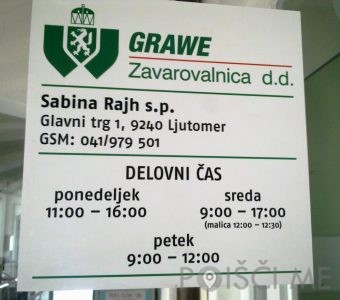 GRAWE
Zavarovalnica d.d.
Sabina Rajh s.p.
Glavni trg 1, 9240 Ljutomer
GSM: 041/979 501
DELOVNI ČAS
ponedeljek
11:00 – 16:00
sreda
9:00 – 17:00
(malica 12:00 – 12:30)
petek
9:00 – 12:00
POIŠČI.ME